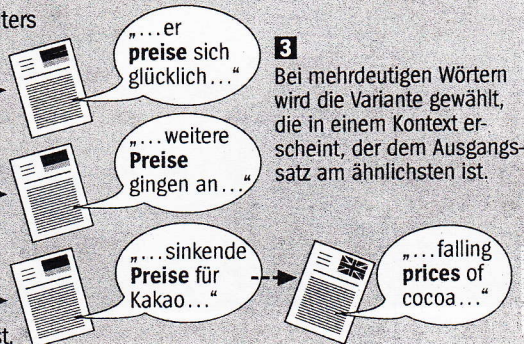 „...er
preise sich
glücklich...“
3
Bei mehrdeutigen Wörtern
wird die Variante gewählt,
die in einem Kontext er-
scheint, der dem Ausgangs-
satz am ähnlichsten ist.
„...weitere
Preise
gingen an...“
„...sinkende
Preise für
Kakao...“
„...falling
prices of
cocoa...“